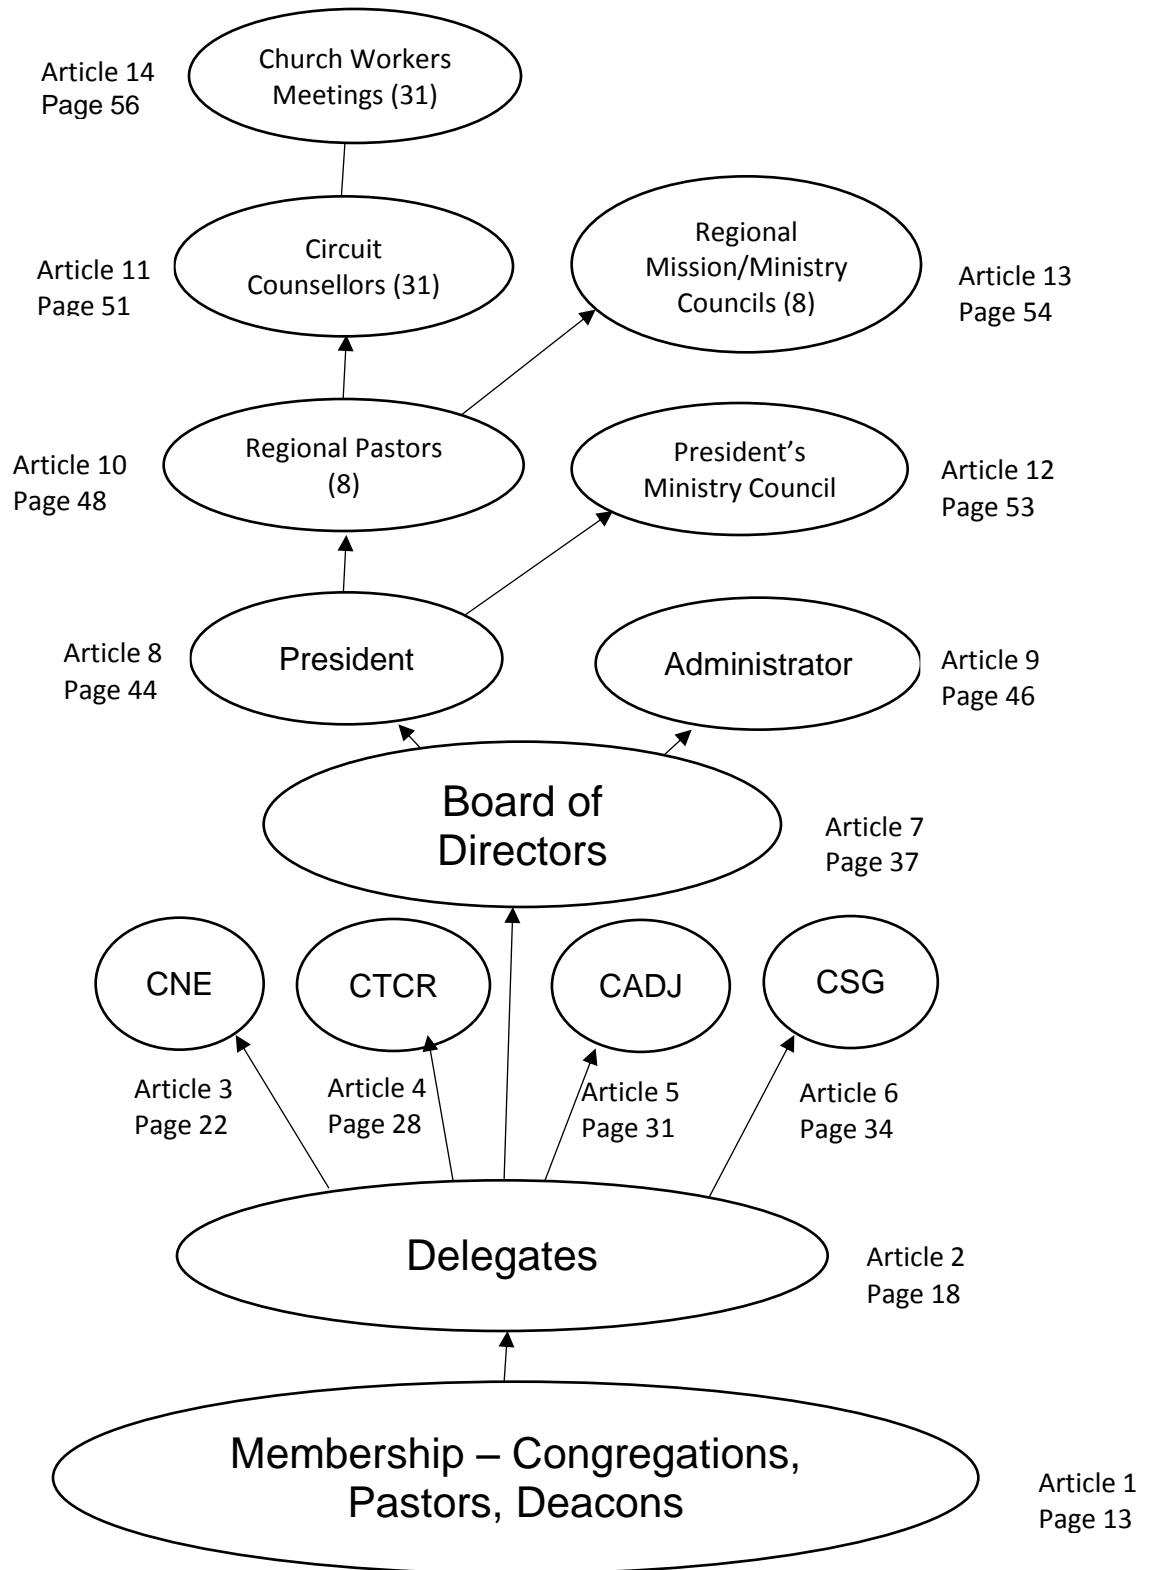 Article 14
Page 56
Church Workers
Meetings (31)
Article 11
Page 51
Circuit
Counsellors (31)
Regional
Mission/Ministry
Councils (8)
Article 13
Page 54
Article 10
Page 48
Regional Pastors
(8)
President’s
Ministry Council
Article 12
Page 53
Article 8
Page 44
President
Administrator
Article 9
Page 46
Board of
Directors
Article 7
Page 37
CNE
CTCR
CADJ
CSG
Article 3
Page 22
Article 4
Page 28
Article 5
Page 31
Article 6
Page 34
Delegates
Article 2
Page 18
Membership – Congregations,
Pastors, Deacons
Article 1
Page 13